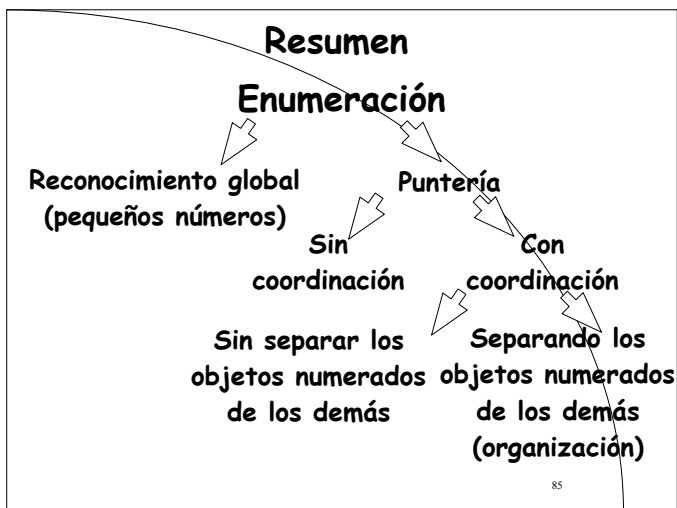 Resumen
Enumeración
Reconocimiento global
(pequeños números)
Puntería
Sin
coordinación
Con
coordinación
Sin separar los
objetos numerados
de los demás
Separando los
objetos numerados
de los demás
(organización)
85